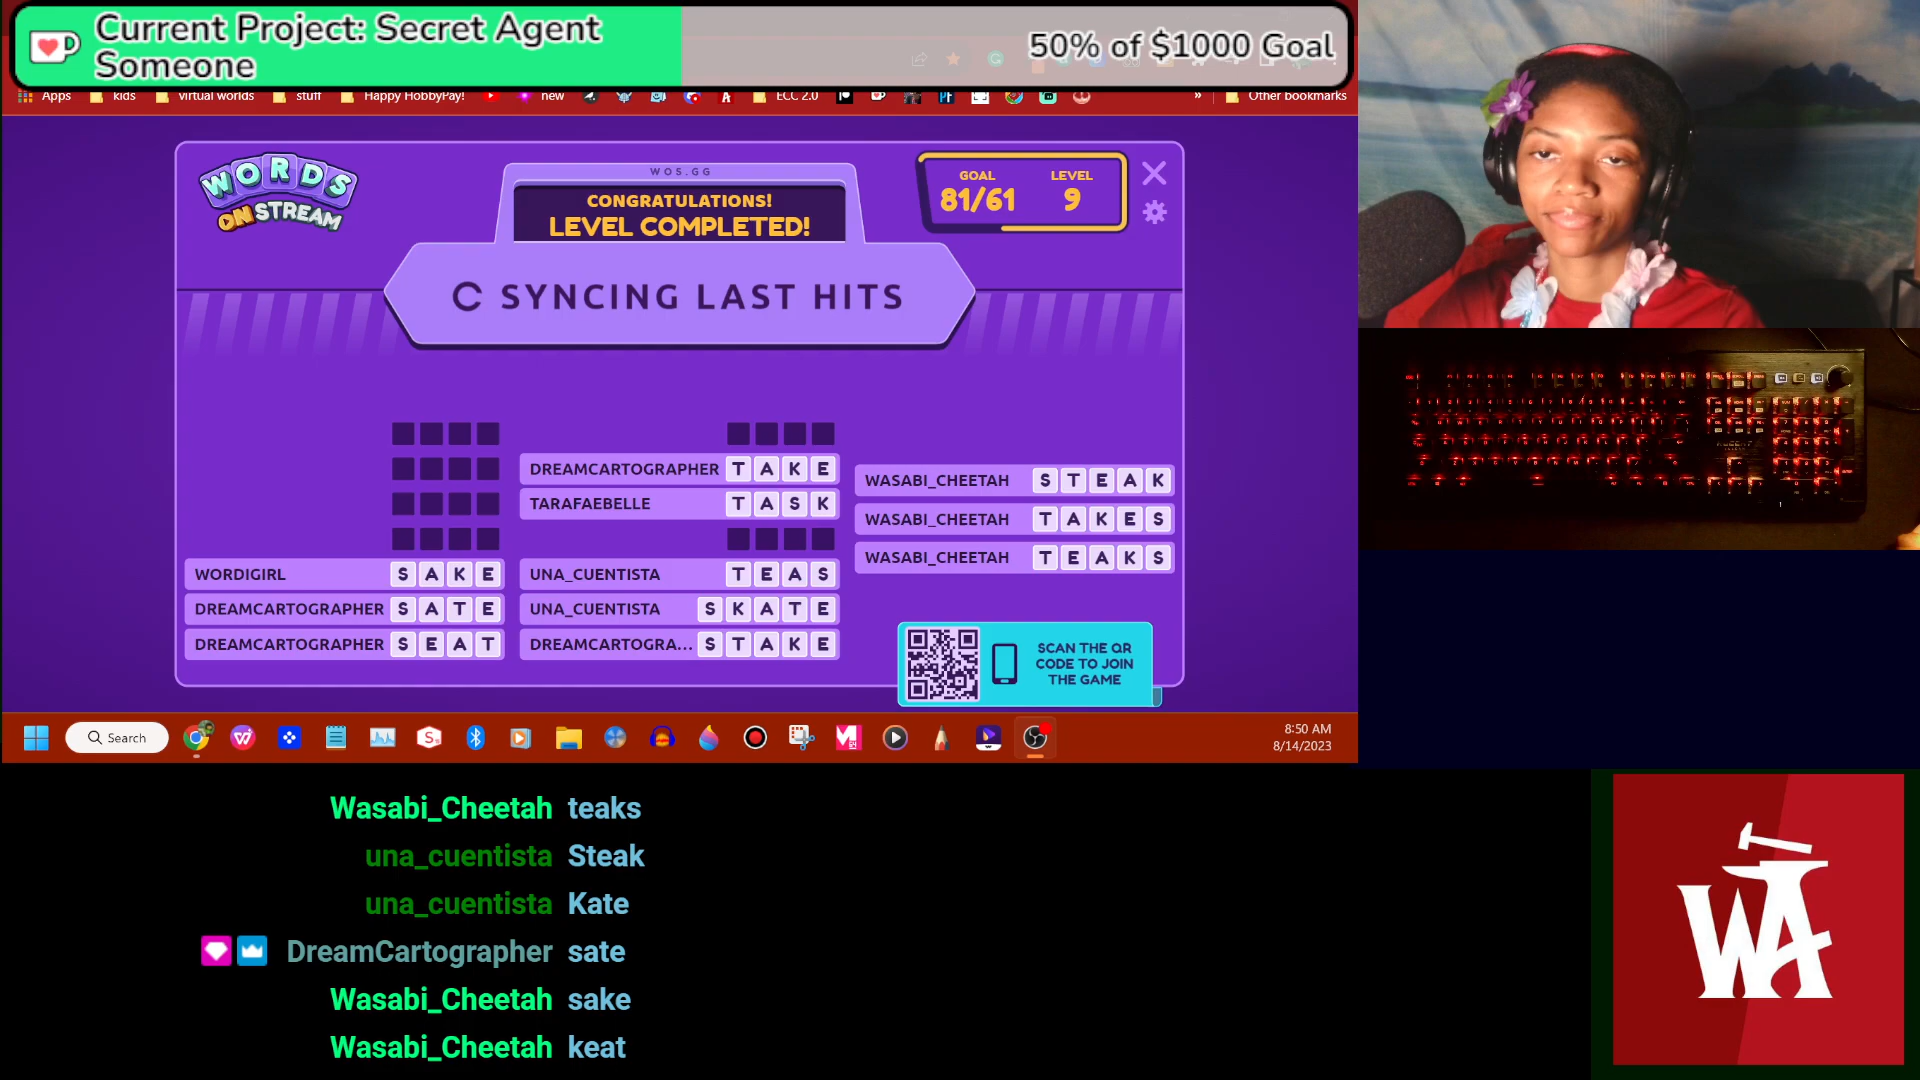 Current Project: Secret Agent
Someone
50% of $1000 Goal
Apps kids virtual worlds stuff Happy HobbyPay! new ECC 2.0 » Other bookmarks
WORDS
ON STREAM
WOS.GG
CONGRATULATIONS!
LEVEL COMPLETED!
GOAL LEVEL
81/61 9
SYNCING LAST HITS
DREAMCARTOGRAPHER TAKE
TARAFAEBELLE TASK
WORDIGIRL SAKE
DREAMCARTOGRAPHER SATE
DREAMCARTOGRAPHER SEAT
UNA_CUENTISTA TEAS
UNA_CUENTISTA SKATE
DREAMCARTOGRA... STAKE
WASABI_CHEETAH STEAK
WASABI_CHEETAH TAKES
WASABI_CHEETAH TEAKS
SCAN THE QR
CODE TO JOIN
THE GAME
Search
8:50 AM
8/14/2023
Wasabi_Cheetah teaks
una_cuentista Steak
una_cuentista Kate
DreamCartographer sate
Wasabi_Cheetah sake
Wasabi_Cheetah keat
WA